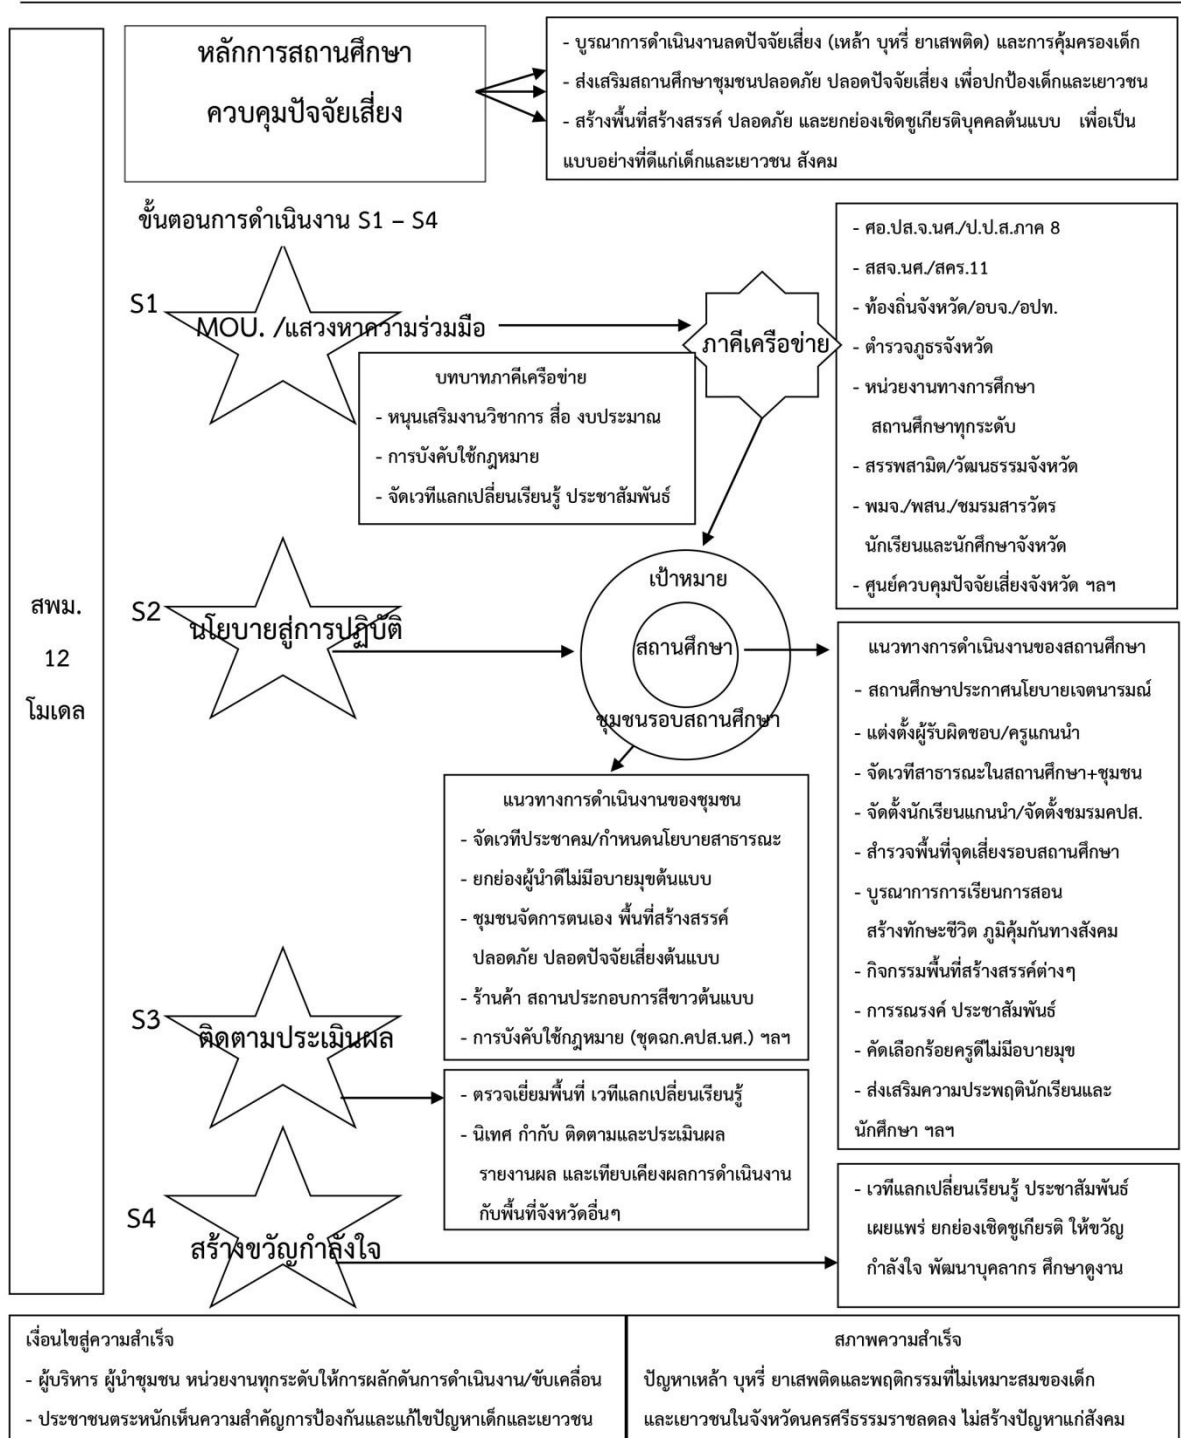 สพม.
12
โมเดล
หลักการสถานศึกษา
ควบคุมปัจจัยเสี่ยง
- บูรณาการดำเนินงานลดปัจจัยเสี่ยง (เหล้า บุหรี่ ยาเสพติด) และการคุ้มครองเด็ก
- ส่งเสริมสถานศึกษาชุมชนปลอดภัย ปลอดปัจจัยเสี่ยง เพื่อปกป้องเด็กและเยาวชน
- สร้างพื้นที่สร้างสรรค์ ปลอดภัย และยกย่องเชิดชูเกียรติบุคคลต้นแบบ เพื่อเป็น
แบบอย่างที่ดีแก่เด็กและเยาวชน สังคม
ขั้นตอนการดำเนินงาน S1 – S4
S1
MOU. /แสวงหาความร่วมมือ
ภาคีเครือข่าย
- ศอ.ปส.จ.นศ./ป.ป.ส.ภาค 8
- สสจ.นศ./สคร.11
- ท้องถิ่นจังหวัด/อบจ./อปท.
- ตำรวจภูธรจังหวัด
- หน่วยงานทางการศึกษา
สถานศึกษาทุกระดับ
- สรรพสามิต/วัฒนธรรมจังหวัด
- พมจ./พสน./ชมรมสารวัตร
นักเรียนและนักศึกษาจังหวัด
- ศูนย์ควบคุมปัจจัยเสี่ยงจังหวัด ฯลฯ
บทบาทภาคีเครือข่าย
- หนุนเสริมงานวิชาการ สื่อ งบประมาณ
- การบังคับใช้กฎหมาย
- จัดเวทีแลกเปลี่ยนเรียนรู้ ประชาสัมพันธ์
S2
นโยบายสู่การปฏิบัติ
เป้าหมาย
สถานศึกษา
ชุมชนรอบสถานศึกษา
แนวทางการดำเนินงานของสถานศึกษา
- สถานศึกษาประกาศนโยบายเจตนารมณ์
- แต่งตั้งผู้รับผิดชอบ/ครูแกนนำ
- จัดเวทีสาธารณะในสถานศึกษา+ชุมชน
- จัดตั้งนักเรียนแกนนำ/จัดตั้งชมรมคปส.
- สำรวจพื้นที่จุดเสี่ยงรอบสถานศึกษา
- บูรณาการการเรียนการสอน
สร้างทักษะชีวิต ภูมิคุ้มกันทางสังคม
- กิจกรรมพื้นที่สร้างสรรค์ต่างๆ
- การรณรงค์ ประชาสัมพันธ์
- คัดเลือกร้อยครูดีไม่มีอบายมุข
- ส่งเสริมความประพฤตินักเรียนและ
นักศึกษา ฯลฯ
แนวทางการดำเนินงานของชุมชน
- จัดเวทีประชาคม/กำหนดนโยบายสาธารณะ
- ยกย่องผู้นำดีไม่มีอบายมุขต้นแบบ
- ชุมชนจัดการตนเอง พื้นที่สร้างสรรค์
ปลอดภัย ปลอดปัจจัยเสี่ยงต้นแบบ
- ร้านค้า สถานประกอบการสีขาวต้นแบบ
- การบังคับใช้กฎหมาย (ชุดฉก.คปส.นศ.) ฯลฯ
S3
ติดตามประเมินผล
- ตรวจเยี่ยมพื้นที่ เวทีแลกเปลี่ยนเรียนรู้
- นิเทศ กำกับ ติดตามและประเมินผล
รายงานผล และเทียบเคียงผลการดำเนินงาน
กับพื้นที่จังหวัดอื่นๆ
S4
สร้างขวัญกำลังใจ
- เวทีแลกเปลี่ยนเรียนรู้ ประชาสัมพันธ์
เผยแพร่ ยกย่องเชิดชูเกียรติ ให้ขวัญ
กำลังใจ พัฒนาบุคลากร ศึกษาดูงาน
เงื่อนไขสู่ความสำเร็จ
- ผู้บริหาร ผู้นำชุมชน หน่วยงานทุกระดับให้การผลักดันการดำเนินงาน/ขับเคลื่อน
- ประชาชนตระหนักเห็นความสำคัญการป้องกันและแก้ไขปัญหาเด็กและเยาวชน
สภาพความสำเร็จ
ปัญหาเหล้า บุหรี่ ยาเสพติดและพฤติกรรมที่ไม่เหมาะสมของเด็ก
และเยาวชนในจังหวัดนครศรีธรรมราชลดลง ไม่สร้างปัญหาแก่สังคม